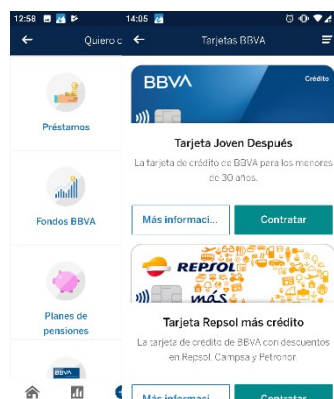 12:58
Quiero c
Préstamos
Fondos BBVA
Planes de
pensiones
BBVA
14:05
Tarjetas BBVA
BBVA
Crédito
Tarjeta Joven Después
La tarjeta de crédito de BBVA para los menores
de 30 años.
Más informaci...
Contratar
REPSOL
más
Tarjeta Repsol más crédito
La tarjeta de crédito de BBVA con descuentos
en Repsol, Campsa y Petronor.
Más informaci...
Contratar